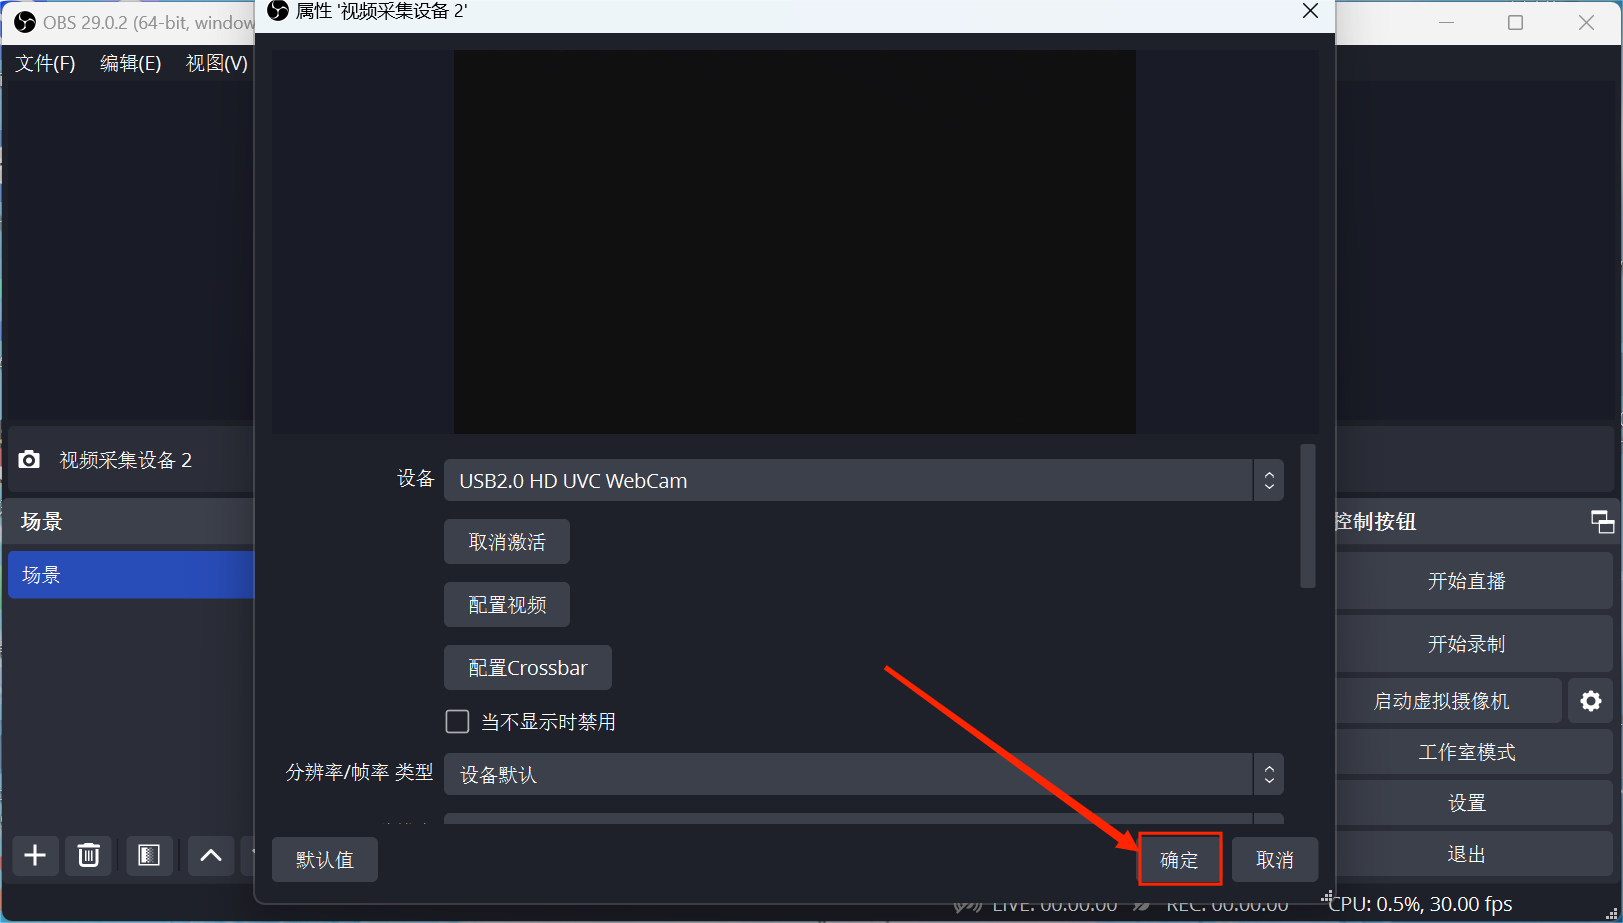 OBS 29.0.2 (64-bit, window
属性 '视频采集设备 2'
文件(F) 编辑(E) 视图(V)
视频采集设备 2
设备 USB2.0 HD UVC WebCam
场景
控制按钮
取消激活
场景
开始直播
配置视频
开始录制
配置Crossbar
启动虚拟摄像机
当不显示时禁用
工作室模式
分辨率/帧率 类型 设备默认
设置
默认值
确定
取消
退出
LIVE: 00:00:00
REC: 00:00:00
CPU: 0.5%, 30.00 fps